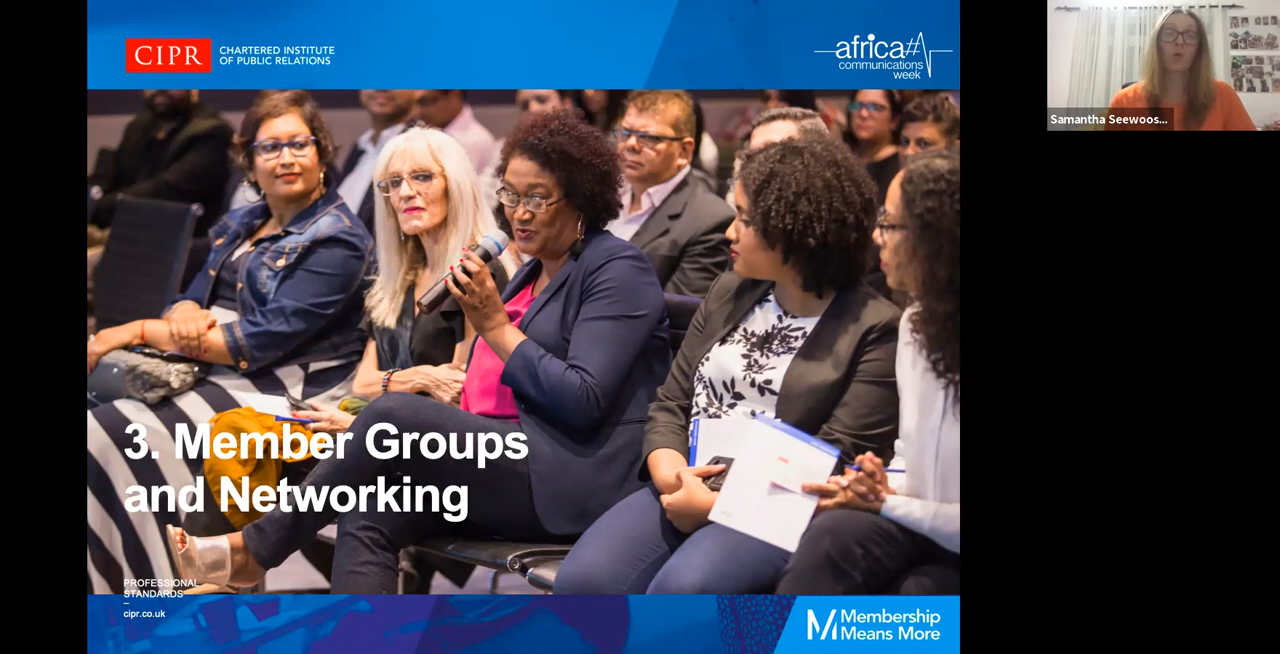 CIPR
CHARTERED INSTITUTE
OF PUBLIC RELATIONS
africa#
communications
week
Samantha Seewoos...
3. Member Groups
and Networking
PROFESSIONAL
STANDARDS
–
cipr.co.uk
M Membership
Means More